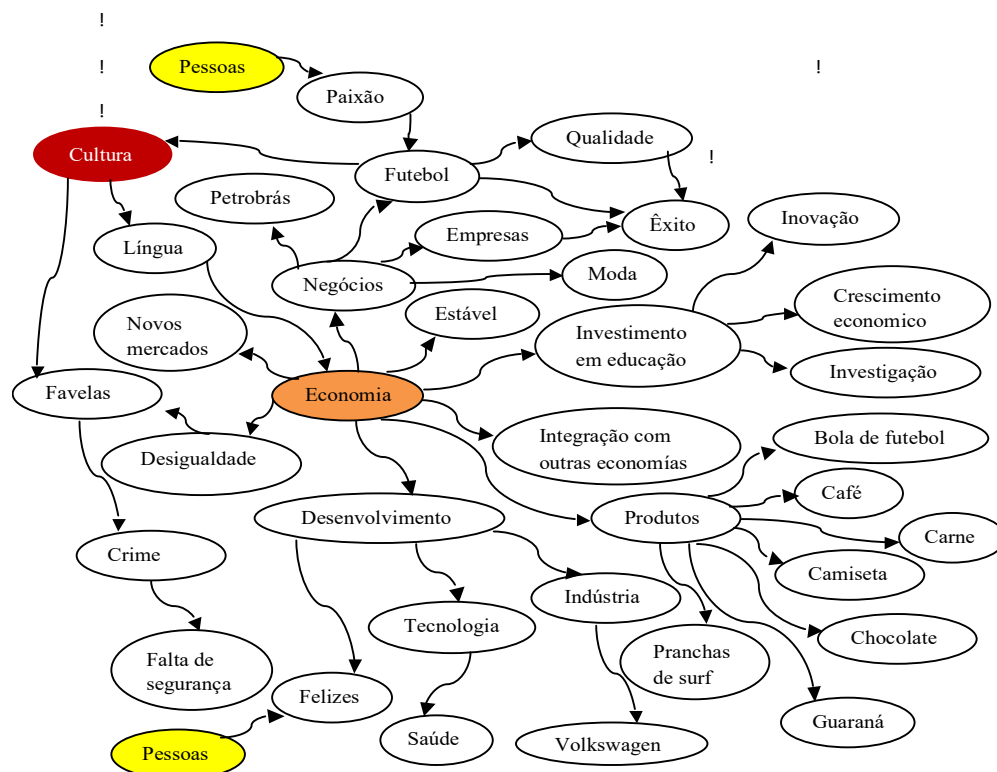 !
!
!
Pessoas
Paixão
Cultura
Qualidade
!
Futebol
Petrobrás
Êxito
Inovação
Empresas
Língua
Negócios
Moda
Estável
Crescimento
economico
Novos
mercados
Investimento
em educação
Investigação
Favelas
Economia
Bola de futebol
Integração com
outras economías
Desigualdade
Café
Desenvolvimento
Produtos
Carne
Crime
Camiseta
Indústria
Tecnologia
Chocolate
Pranchas
de surf
Falta de
segurança
Felizes
Guaraná
Saúde
Volkswagen
Pessoas
!